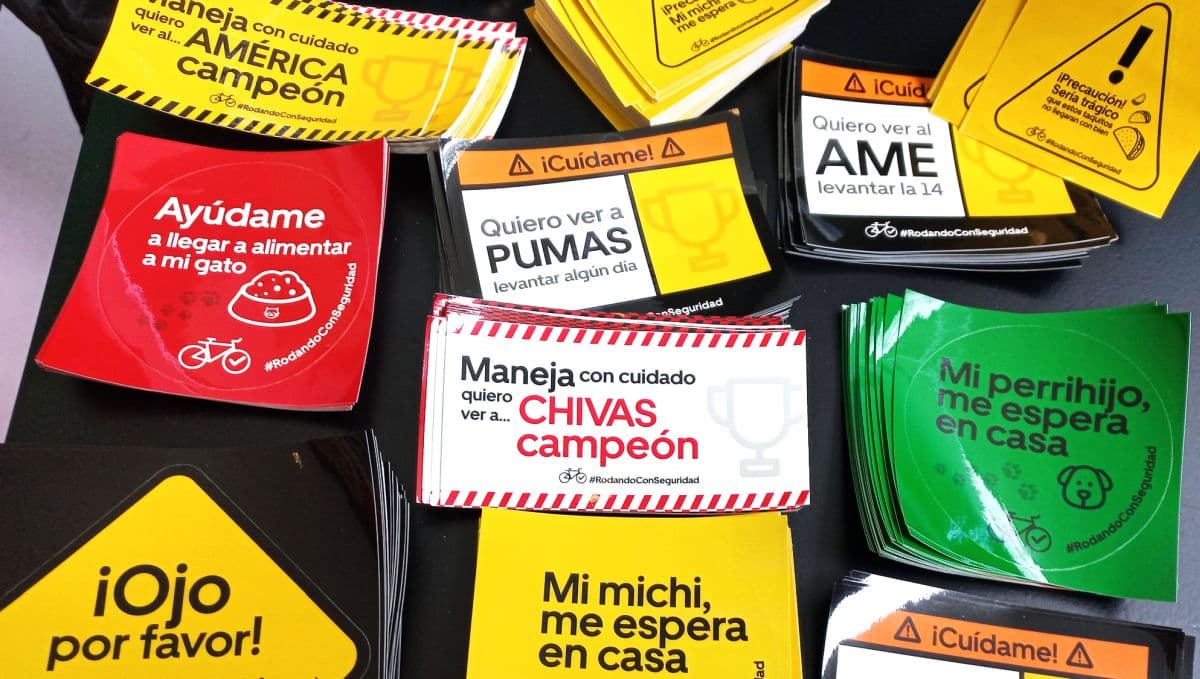 Maneja con cuidado
quiero
ver al... AMÉRICA
campeón
#RodandoConSeguridad
¡Precaución!
Mi michi
me espera
¡Cuíd
Quiero ver al
AME
levantar la 14
#RodandoConSeguridad
¡Precaución!
Sería trágico
que estos taquitos
no llegaran con bien
#RodandoConSeguridad
Ayúdame
a llegar a alimentar
a mi gato
#RodandoConSeguridad
¡Cuídame!
Quiero ver a
PUMAS
levantar algún día
Seguridad
Maneja con cuidado
quiero
ver a... CHIVAS
campeón
#RodandoConSeguridad
Mi perrihijo,
me espera
en casa
#RodandoConSeguridad
¡Ojo
por favor!
Mi michi,
me espera
en casa
¡Cuídame!